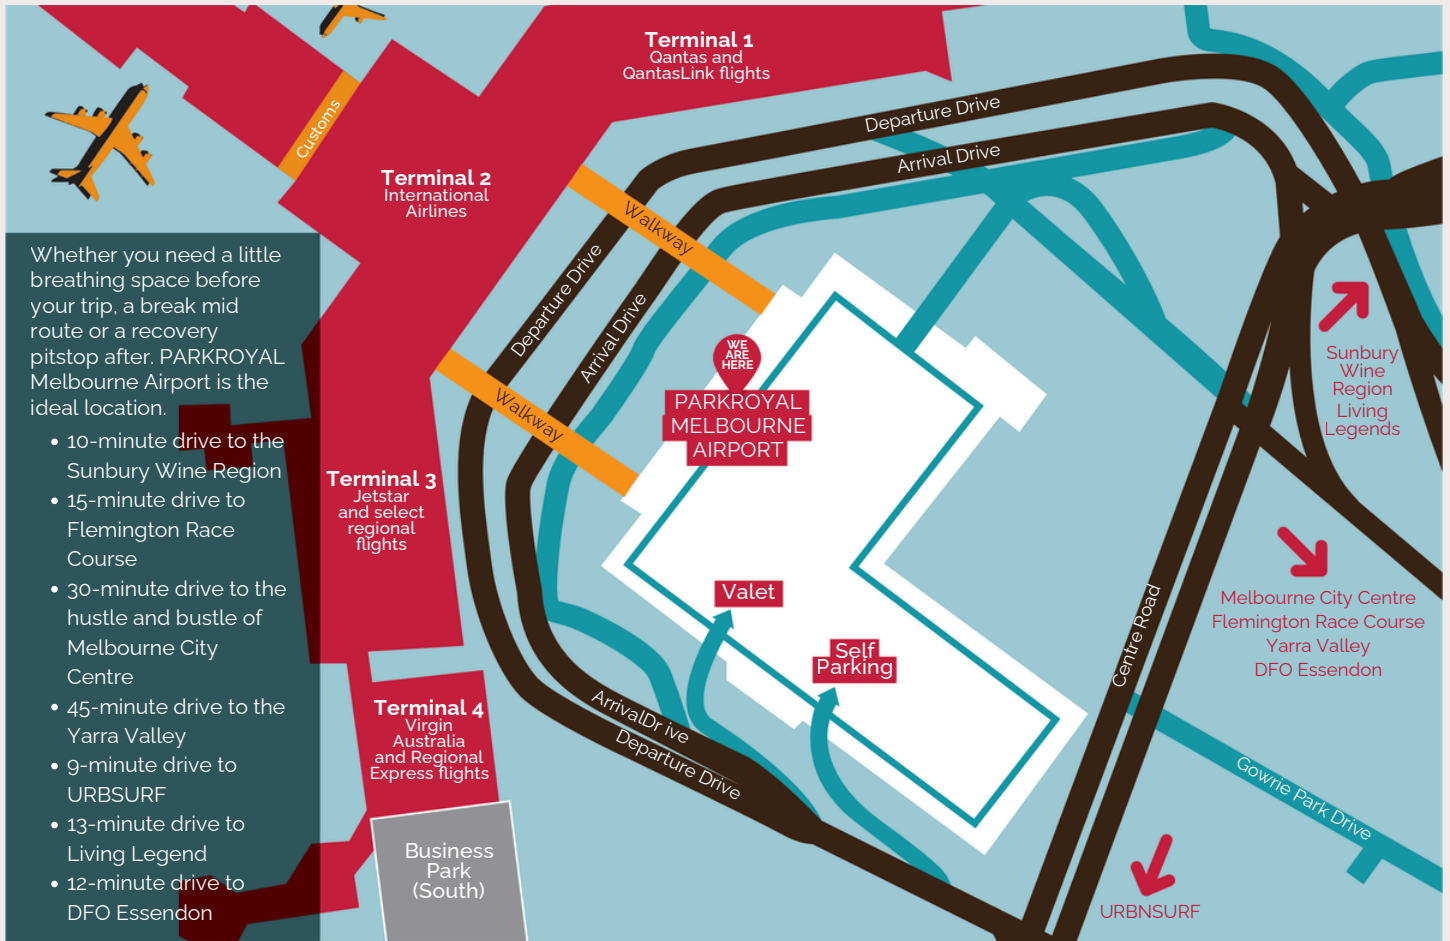 Terminal 1
Qantas and
QantasLink flights
Customs
Terminal 2
International
Airlines
Departure Drive
Arrival Drive
Walkway
Departure Drive
Arrival Drive
Walkway
Whether you need a little
breathing space before
your trip, a break mid
route or a recovery
pitstop after. PARKROYAL
Melbourne Airport is the
ideal location.
• 10-minute drive to the
Sunbury Wine Region
• 15-minute drive to
Flemington Race
Course
• 30-minute drive to the
hustle and bustle of
Melbourne City
Centre
• 45-minute drive to the
Yarra Valley
• 9-minute drive to
URBSURF
• 13-minute drive to
Living Legend
• 12-minute drive to
DFO Essendon
WE
ARE
HERE
PARKROYAL
MELBOURNE
AIRPORT
Sunbury
Wine
Region
Living
Legends
Terminal 3
Jetstar
and select
regional
flights
Valet
Self
Parking
Centre Road
Melbourne City Centre
Flemington Race Course
Yarra Valley
DFO Essendon
Terminal 4
Virgin
Australia
and Regional
Express flights
ArrivalDr ive
Departure Drive
Gowrie Park Drive
Business
Park
(South)
URBNSURF